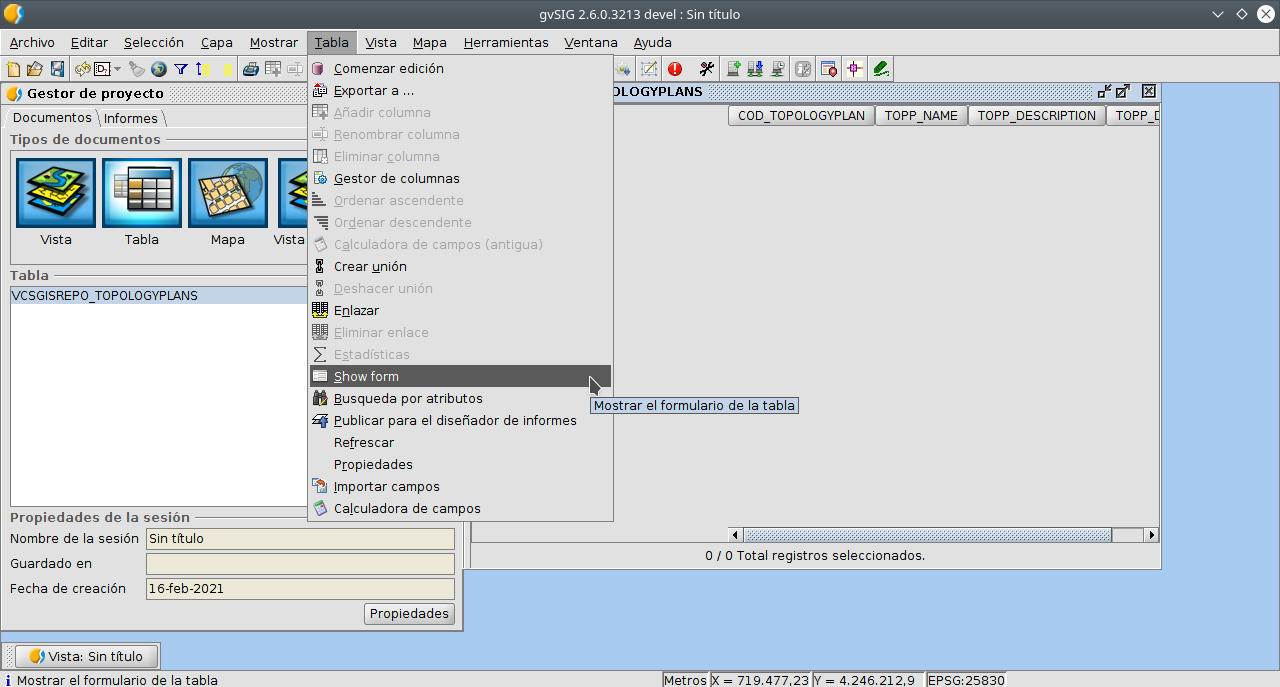 gvSIG 2.6.0.3213 devel : Sin título
Archivo Editar Selección Capa Mostrar Tabla Vista Mapa Herramientas Ventana Ayuda
Gestor de proyecto
Documentos Informes
Tipos de documentos
Vista Tabla Mapa Vista
Tabla
VCSGISREPO_TOPOLOGYPLANS
Propiedades de la sesión
Nombre de la sesión Sin título
Guardado en
Fecha de creación 16-feb-2021
Propiedades
Comenzar edición
Exportar a ...
Añadir columna
Renombrar columna
Eliminar columna
Gestor de columnas
Ordenar ascendente
Ordenar descendente
Calculadora de campos (antigua)
Crear unión
Deshacer unión
Enlazar
Eliminar enlace
Estadísticas
Show form
Busqueda por atributos
Publicar para el diseñador de informes
Refrescar
Propiedades
Importar campos
Calculadora de campos
Mostrar el formulario de la tabla
OLOGYPLANS
COD_TOPOLOGYPLAN TOPP_NAME TOPP_DESCRIPTION TOPP_D
0 / 0 Total registros seleccionados.
Vista: Sin título
Mostrar el formulario de la tabla
Metros X = 719.477,23 Y = 4.246.212,9 EPSG:25830